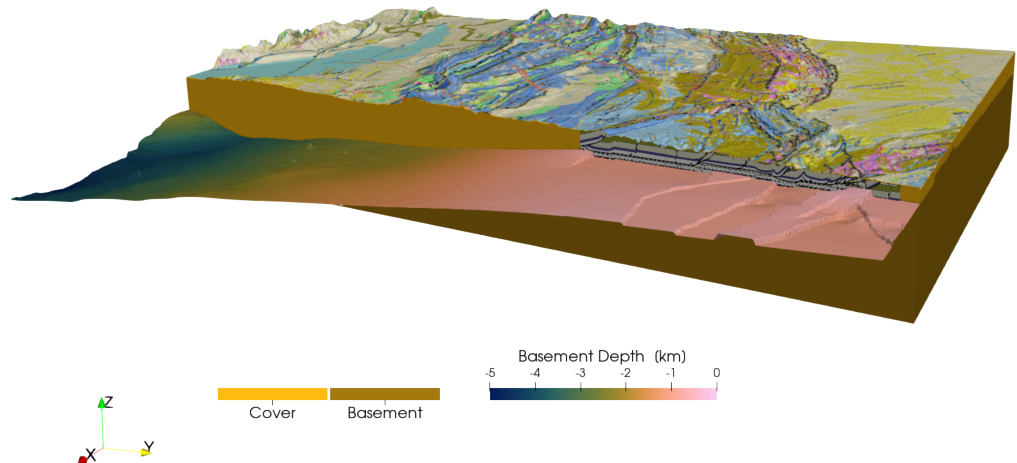 Basement Depth (km)
-5 -4 -3 -2 -1 0
Cover Basement
Z
Y
X